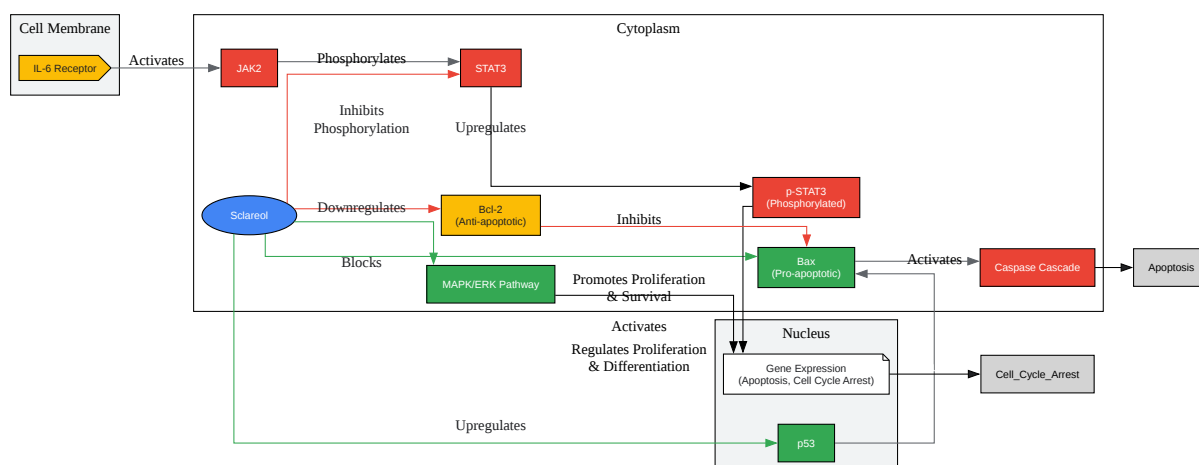 Cell Membrane
Cytoplasm
IL-6 Receptor
Activates
JAK2
Phosphorylates
STAT3
Inhibits
Phosphorylation
Upregulates
p-STAT3
(Phosphorylated)
Sclareol
Downregulates
Bcl-2
(Anti-apoptotic)
Inhibits
Blocks
Bax
(Pro-apoptotic)
Activates
Caspase Cascade
Apoptosis
MAPK/ERK Pathway
Promotes Proliferation
& Survival
Activates
Nucleus
Regulates Proliferation
& Differentiation
Gene Expression
(Apoptosis, Cell Cycle Arrest)
Cell_Cycle_Arrest
Upregulates
p53